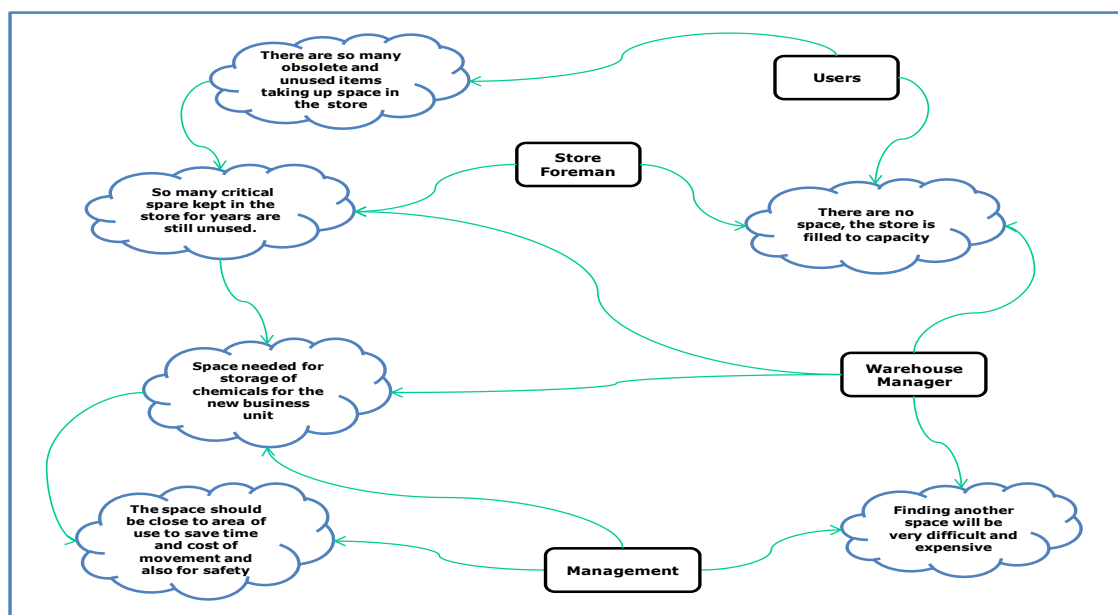 There are so many
obsolete and
unused items
taking up space in
the store
Users
Store
Foreman
So many critical
spare kept in the
store for years are
still unused.
There are no
space, the store is
filled to capacity
Space needed for
storage of
chemicals for the
new business
unit
Warehouse
Manager
The space should
be close to area of
use to save time
and cost of
movement and
also for safety
Management
Finding another
space will be
very difficult and
expensive